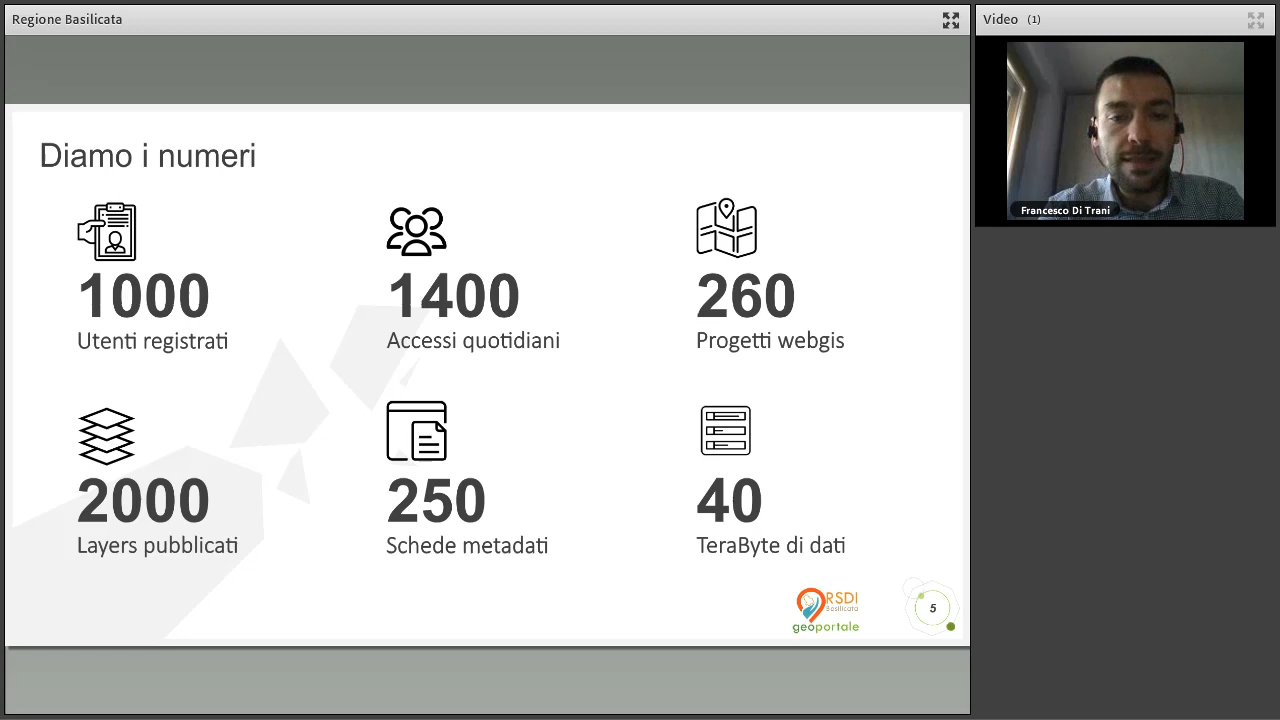 Regione Basilicata
Diamo i numeri
1000
Utenti registrati
1400
Accessi quotidiani
260
Progetti webgis
2000
Layers pubblicati
250
Schede metadati
40
TeraByte di dati
RSDI
Basilicata
geoportale
5
Video (1)
Francesco Di Trani